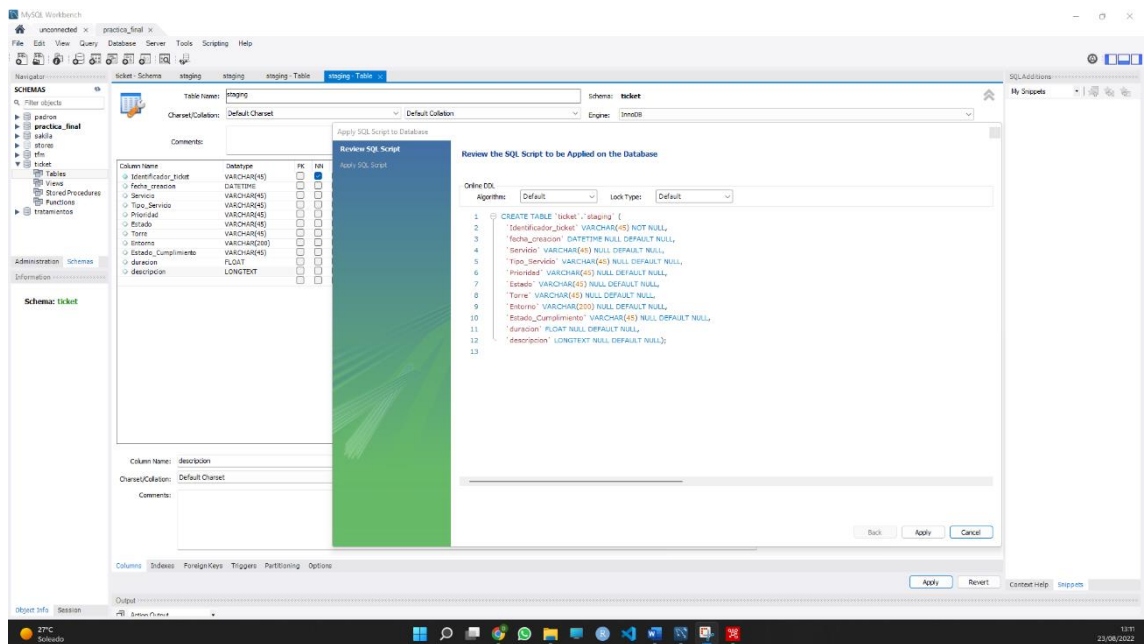 MySQL Workbench
unconnected ×
practica_final ×
File Edit View Query Database Server Tools Scripting Help
Navigator
SCHEMAS
Filter objects
padron
practica_final
sakila
stores
tfm
ticket
Tables
Views
Stored Procedures
Functions
tratamientos
Administration Schemas
Information
Schema: ticket
Object Info Session
ticket - Schema
staging
staging
staging - Table
staging - Table ×
Table Name: staging
Schema: ticket
Charset/Collation: Default Charset
Default Collation
Engine: InnoDB
Comments:
Column Name Datatype PK NN
Identificador_ticket VARCHAR(45)
fecha_creacion DATETIME
Servicio VARCHAR(45)
Tipo_Servicio VARCHAR(45)
Prioridad VARCHAR(45)
Estado VARCHAR(45)
Torre VARCHAR(45)
Entorno VARCHAR(200)
Estado_Cumplimiento VARCHAR(45)
duracion FLOAT
descripcion LONGTEXT
Column Name: descripcion
Charset/Collation: Default Charset
Comments:
Columns Indexes Foreign Keys Triggers Partitioning Options
Apply Revert
Output
Action Output
Apply SQL Script to Database
Review SQL Script
Apply SQL Script
Review the SQL Script to be Applied on the Database
Online DDL
Algorithm: Default Lock Type: Default
1 CREATE TABLE `ticket`.`staging` (
2 `Identificador_ticket` VARCHAR(45) NOT NULL,
3 `fecha_creacion` DATETIME NULL DEFAULT NULL,
4 `Servicio` VARCHAR(45) NULL DEFAULT NULL,
5 `Tipo_Servicio` VARCHAR(45) NULL DEFAULT NULL,
6 `Prioridad` VARCHAR(45) NULL DEFAULT NULL,
7 `Estado` VARCHAR(45) NULL DEFAULT NULL,
8 `Torre` VARCHAR(45) NULL DEFAULT NULL,
9 `Entorno` VARCHAR(200) NULL DEFAULT NULL,
10 `Estado_Cumplimiento` VARCHAR(45) NULL DEFAULT NULL,
11 `duracion` FLOAT NULL DEFAULT NULL,
12 `descripcion` LONGTEXT NULL DEFAULT NULL);
13
Back Apply Cancel
SQLAdditions
My Snippets
Context Help Snippets
27°C
Soleado
13:11
23/08/2022